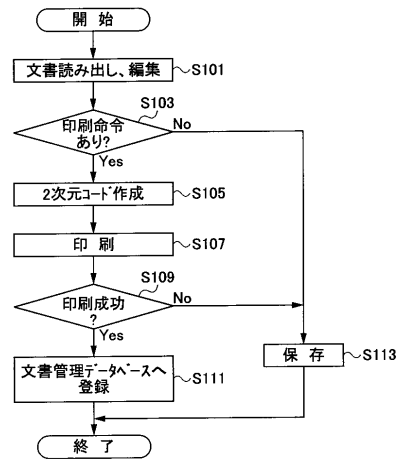 開 始
文書読み出し、編集
S101
S103
印刷命令
あり?
No
Yes
2次元ｺｰﾄﾞ作成
S105
印 刷
S107
S109
印刷成功
?
No
Yes
文書管理ﾃﾞｰﾀﾍﾞｰｽへ
登録
S111
保 存
S113
終 了